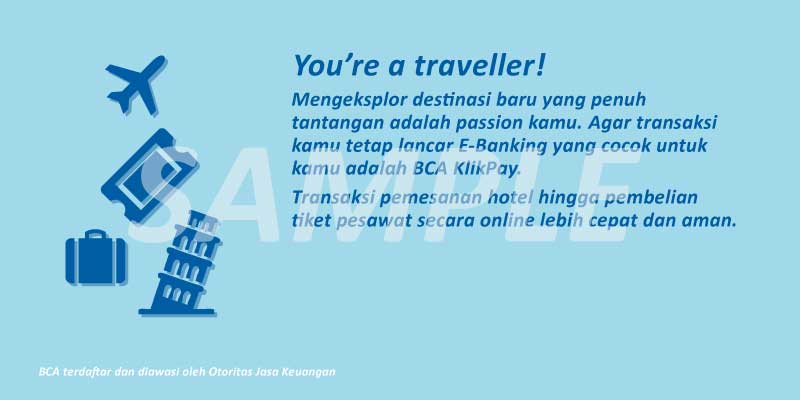 You're a traveller!
Mengeksplor destinasi baru yang penuh
tantangan adalah passion kamu. Agar transaksi
kamu tetap lancar E-Banking yang cocok untuk
kamu adalah BCA KlikPay.
SAMPLE
Transaksi pemesanan hotel hingga pembelian
tiket pesawat secara online lebih cepat dan aman.
BCA terdaftar dan diawasi oleh Otoritas Jasa Keuangan